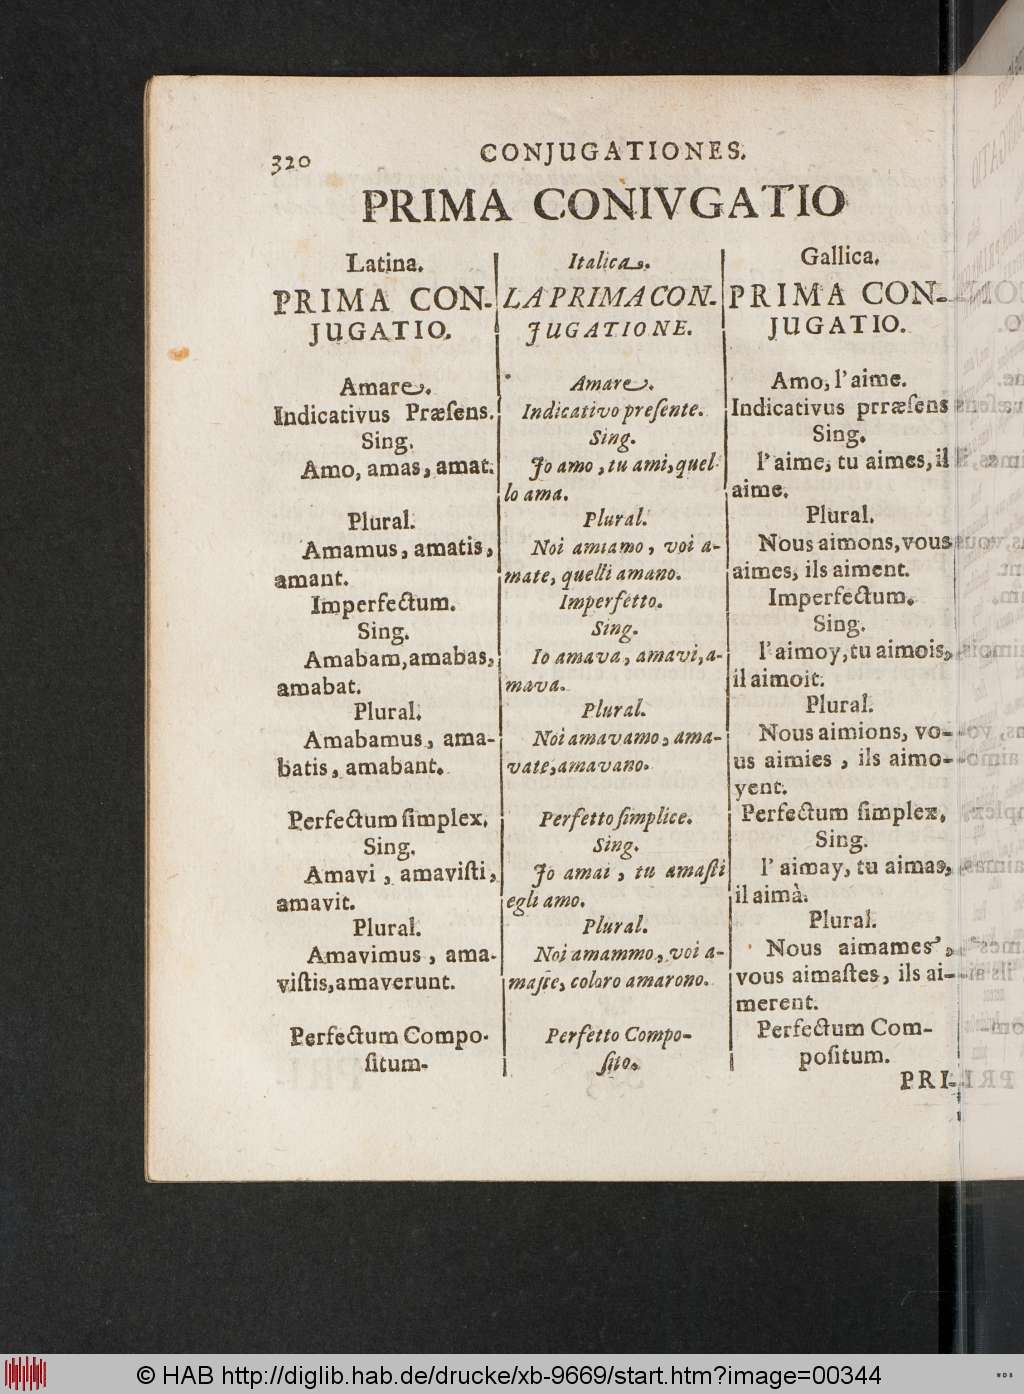 320
CONJUGATIONES.
PRIMA CONIVGATIO
Latina.
PRIMA CON-
JUGATIO.
Amare.
Indicativus Præſens.
Sing.
Amo, amas, amat.
Plural.
Amamus, amatis,
amant.
Imperfectum.
Sing.
Amabam, amabas,
amabat.
Plural.
Amabamus, ama-
batis, amabant.
Perfectum ſimplex.
Sing.
Amavi, amaviſti,
amavit.
Plural.
Amavimus, ama-
viſtis, amaverunt.
Perfectum Compo-
ſitum.
Italica.
LA PRIMA CON-
JUGATIONE.
Amare.
Indicativo preſente.
Sing.
Jo amo, tu ami, quel-
lo ama.
Plural.
Noi amiamo, voi a-
mate, quelli amano.
Imperfetto.
Sing.
Io amava, amavi, a-
mava.
Plural.
Noi amavamo, ama-
vate, amavano.
Perfetto ſimplice.
Sing.
Jo amai, tu amaſti
egli amo.
Plural.
Noi amammo, voi a-
maſte, coloro amarono.
Perfetto Compo-
ſito.
Gallica.
PRIMA CON-
JUGATIO.
Amo, l'aime.
Indicativus prræſens
Sing.
l'aime, tu aimes, il
aime.
Plural.
Nous aimons, vous
aimes, ils aiment.
Imperfectum.
Sing.
l'aimoy, tu aimois,
il aimoit.
Plural.
Nous aimions, vo-
us aimies, ils aimo-
yent.
Perfectum ſimplex,
Sing.
l'aimay, tu aimas,
il aimà.
Plural.
Nous aimames',
vous aimaſtes, ils ai-
merent.
Perfectum Com-
poſitum.
PRI-
© HAB http://diglib.hab.de/drucke/xb-9669/start.htm?image=00344